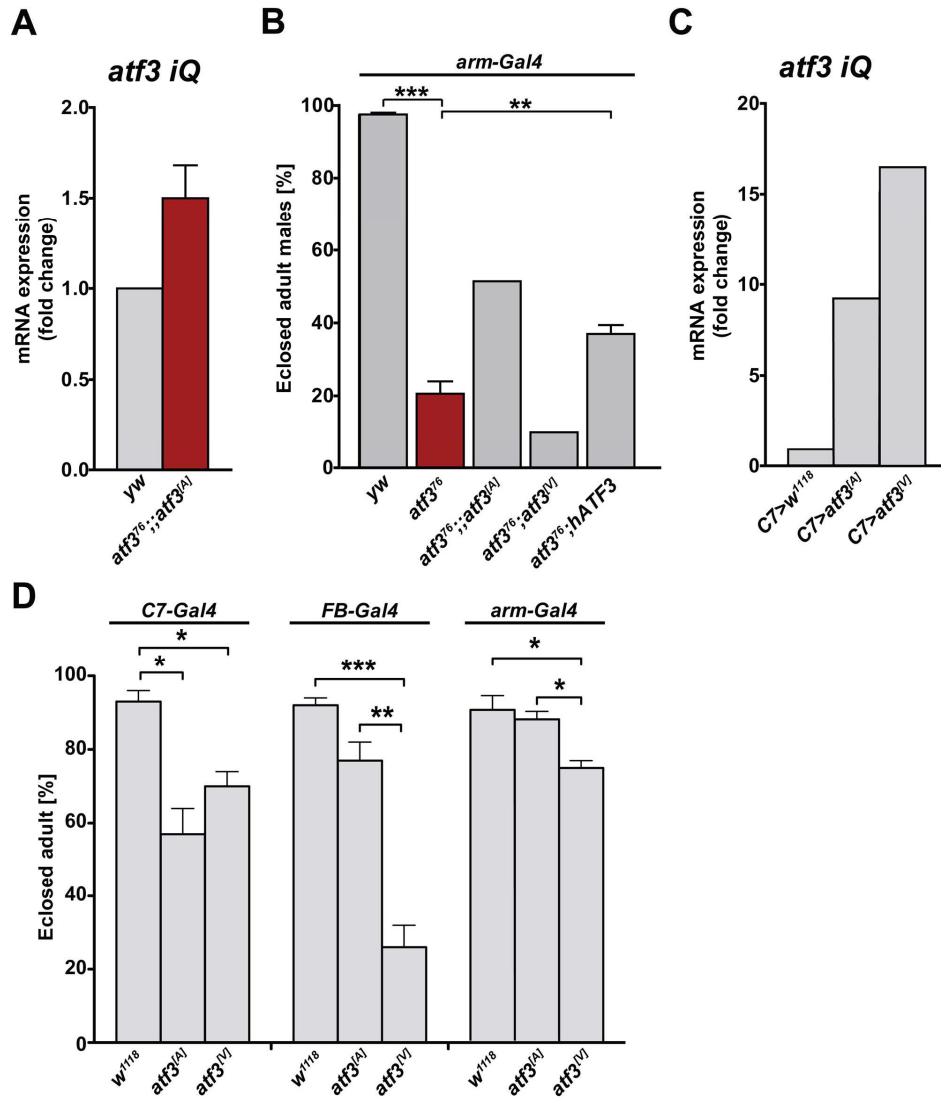 A
atf3 iQ
mRNA expression
(fold change)
2.0
1.5
1.0
0.5
0.0
yw
atf3⁷⁶;;atf3[A]
B
arm-Gal4
***
**
Eclosed adult males [%]
100
80
60
40
20
0
yw
atf3⁷⁶
atf3⁷⁶;;atf3[A]
atf3⁷⁶;atf3[V]
atf3⁷⁶;hATF3
C
atf3 iQ
mRNA expression
(fold change)
20
15
10
5
0
C7>w¹¹¹⁸
C7>atf3[A]
C7>atf3[V]
D
C7-Gal4
FB-Gal4
arm-Gal4
*
*
***
**
*
*
Eclosed adult [%]
100
80
60
40
20
0
w¹¹¹⁸
atf3[A]
atf3[V]
w¹¹¹⁸
atf3[A]
atf3[V]
w¹¹¹⁸
atf3[A]
atf3[V]